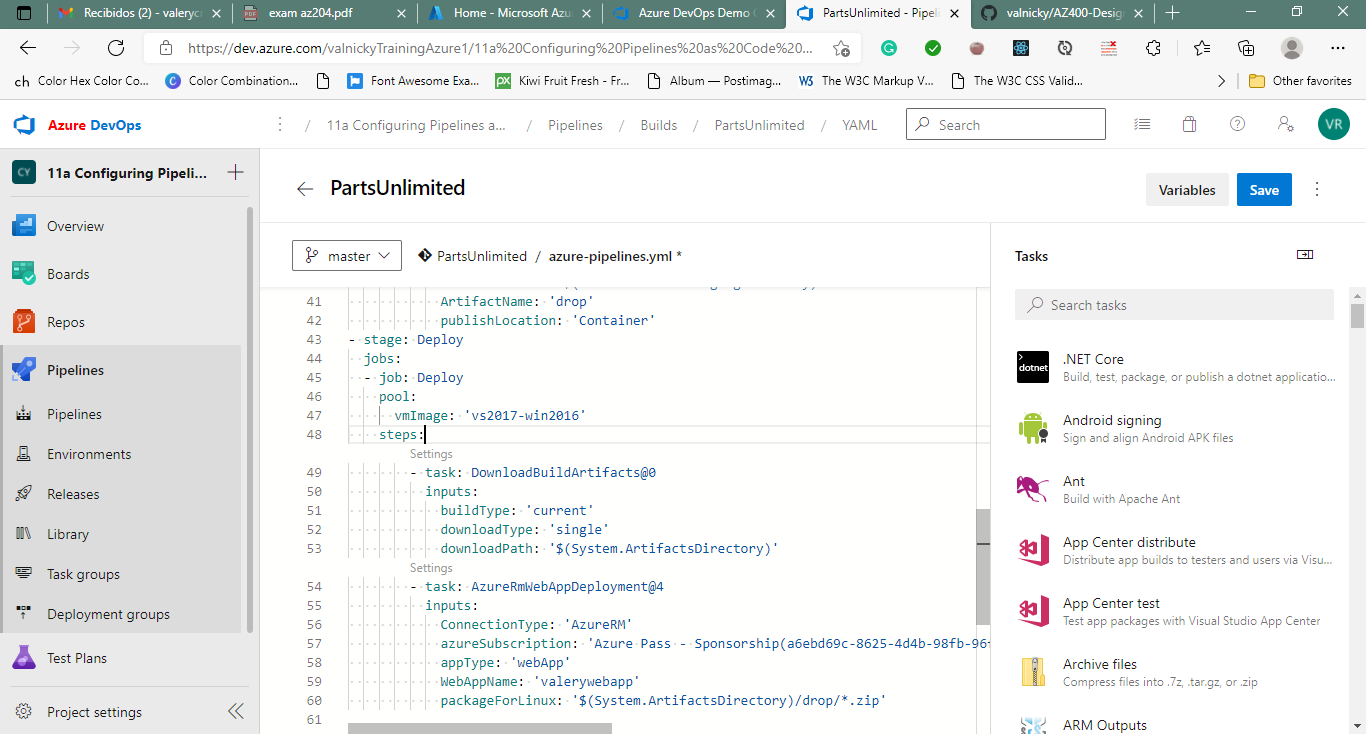 Recibidos (2) - valeryc
exam az204.pdf
Home - Microsoft Azu
Azure DevOps Demo G
PartsUnlimited - Pipeli
valnicky/AZ400-Design
https://dev.azure.com/valnickyTrainingAzure1/11a%20Configuring%20Pipelines%20as%20Code%20...
ch Color Hex Color Co...
C Color Combination...
Font Awesome Exa...
px Kiwi Fruit Fresh - Fr...
Album — Postimag...
W3 The W3C Markup V...
The W3C CSS Valid...
Other favorites
Azure DevOps
/ 11a Configuring Pipelines a... / Pipelines / Builds / PartsUnlimited / YAML
Search
VR
CY 11a Configuring Pipeli...
PartsUnlimited
Variables
Save
Overview
Boards
Repos
Pipelines
Pipelines
Environments
Releases
Library
Task groups
Deployment groups
Test Plans
Project settings
master
PartsUnlimited / azure-pipelines.yml *
41 ArtifactName: 'drop'
42 publishLocation: 'Container'
43 - stage: Deploy
44 jobs:
45 - job: Deploy
46 pool:
47 vmImage: 'vs2017-win2016'
48 steps:
Settings
49 - task: DownloadBuildArtifacts@0
50 inputs:
51 buildType: 'current'
52 downloadType: 'single'
53 downloadPath: '$(System.ArtifactsDirectory)'
Settings
54 - task: AzureRmWebAppDeployment@4
55 inputs:
56 ConnectionType: 'AzureRM'
57 azureSubscription: 'Azure Pass - Sponsorship(a6ebd69c-8625-4d4b-98fb-96
58 appType: 'webApp'
59 WebAppName: 'valerywebapp'
60 packageForLinux: '$(System.ArtifactsDirectory)/drop/*.zip'
61
Tasks
Search tasks
dotnet
.NET Core
Build, test, package, or publish a dotnet applicatio...
Android signing
Sign and align Android APK files
Ant
Build with Apache Ant
App Center distribute
Distribute app builds to testers and users via Visu...
App Center test
Test app packages with Visual Studio App Center
Archive files
Compress files into .7z, .tar.gz, or .zip
ARM Outputs